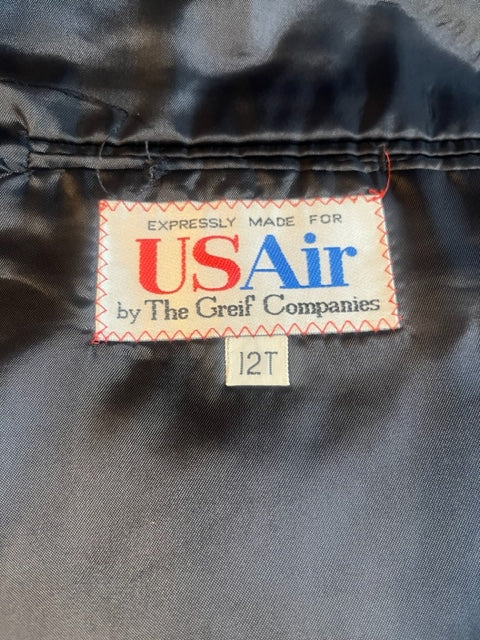 EXPRESSLY MADE FOR
USAir
by The Greif Companies
12T